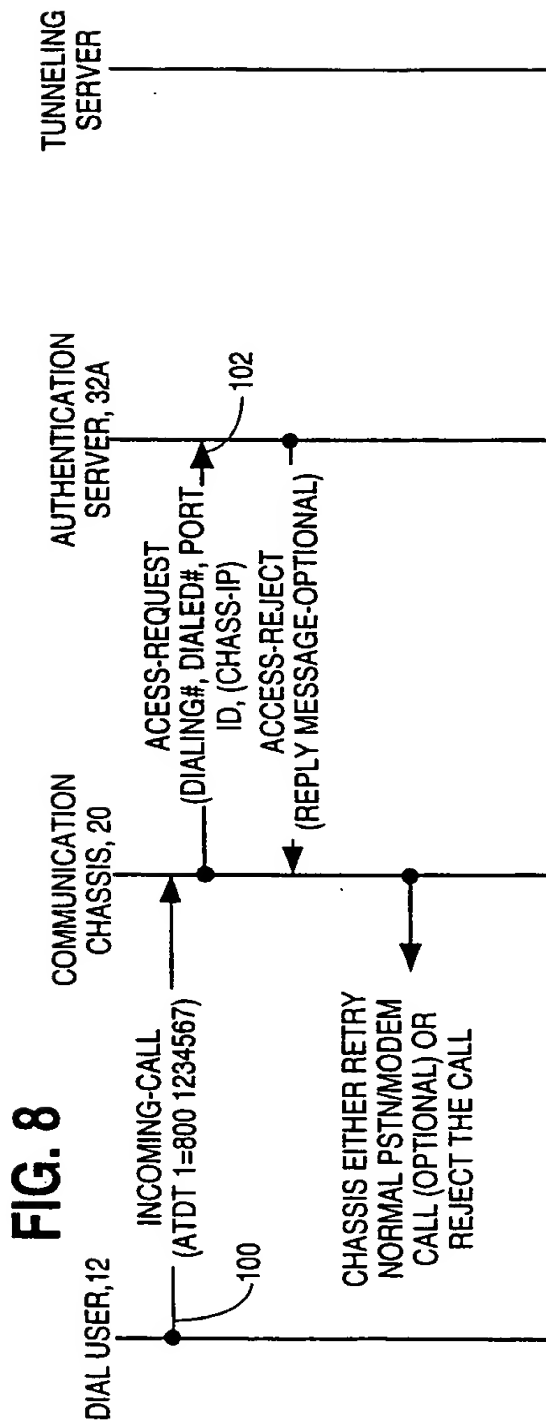 FIG. 8
DIAL USER,12
COMMUNICATION
CHASSIS, 20
AUTHENTICATION
SERVER, 32A
TUNNELING
SERVER
INCOMING-CALL
(ATDT 1=800 1234567)
100
ACESS-REQUEST
(DIALING#, DIALED#, PORT
ID, (CHASS-IP)
102
ACCESS-REJECT
(REPLY MESSAGE-OPTIONAL)
CHASSIS EITHER RETRY
NORMAL PSTN/MODEM
CALL (OPTIONAL) OR
REJECT THE CALL